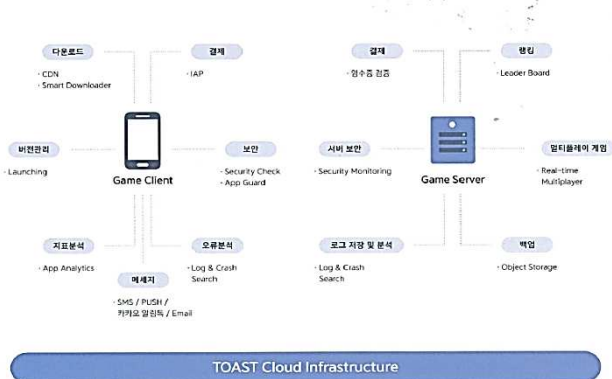 다운로드
· CDN
· Smart Downloader
결제
· IAP
버전관리
· Launching
Game Client
보안
· Security Check
· App Guard
지표분석
· App Analytics
메세지
· SMS / PUSH /
카카오 알림톡 / Email
오류분석
· Log & Crash
Search
결제
· 영수증 검증
랭킹
· Leader Board
서버 보안
· Security Monitoring
Game Server
멀티플레이 게임
· Real-time
Multiplayer
로그 저장 및 분석
· Log & Crash
Search
백업
· Object Storage
TOAST Cloud Infrastructure